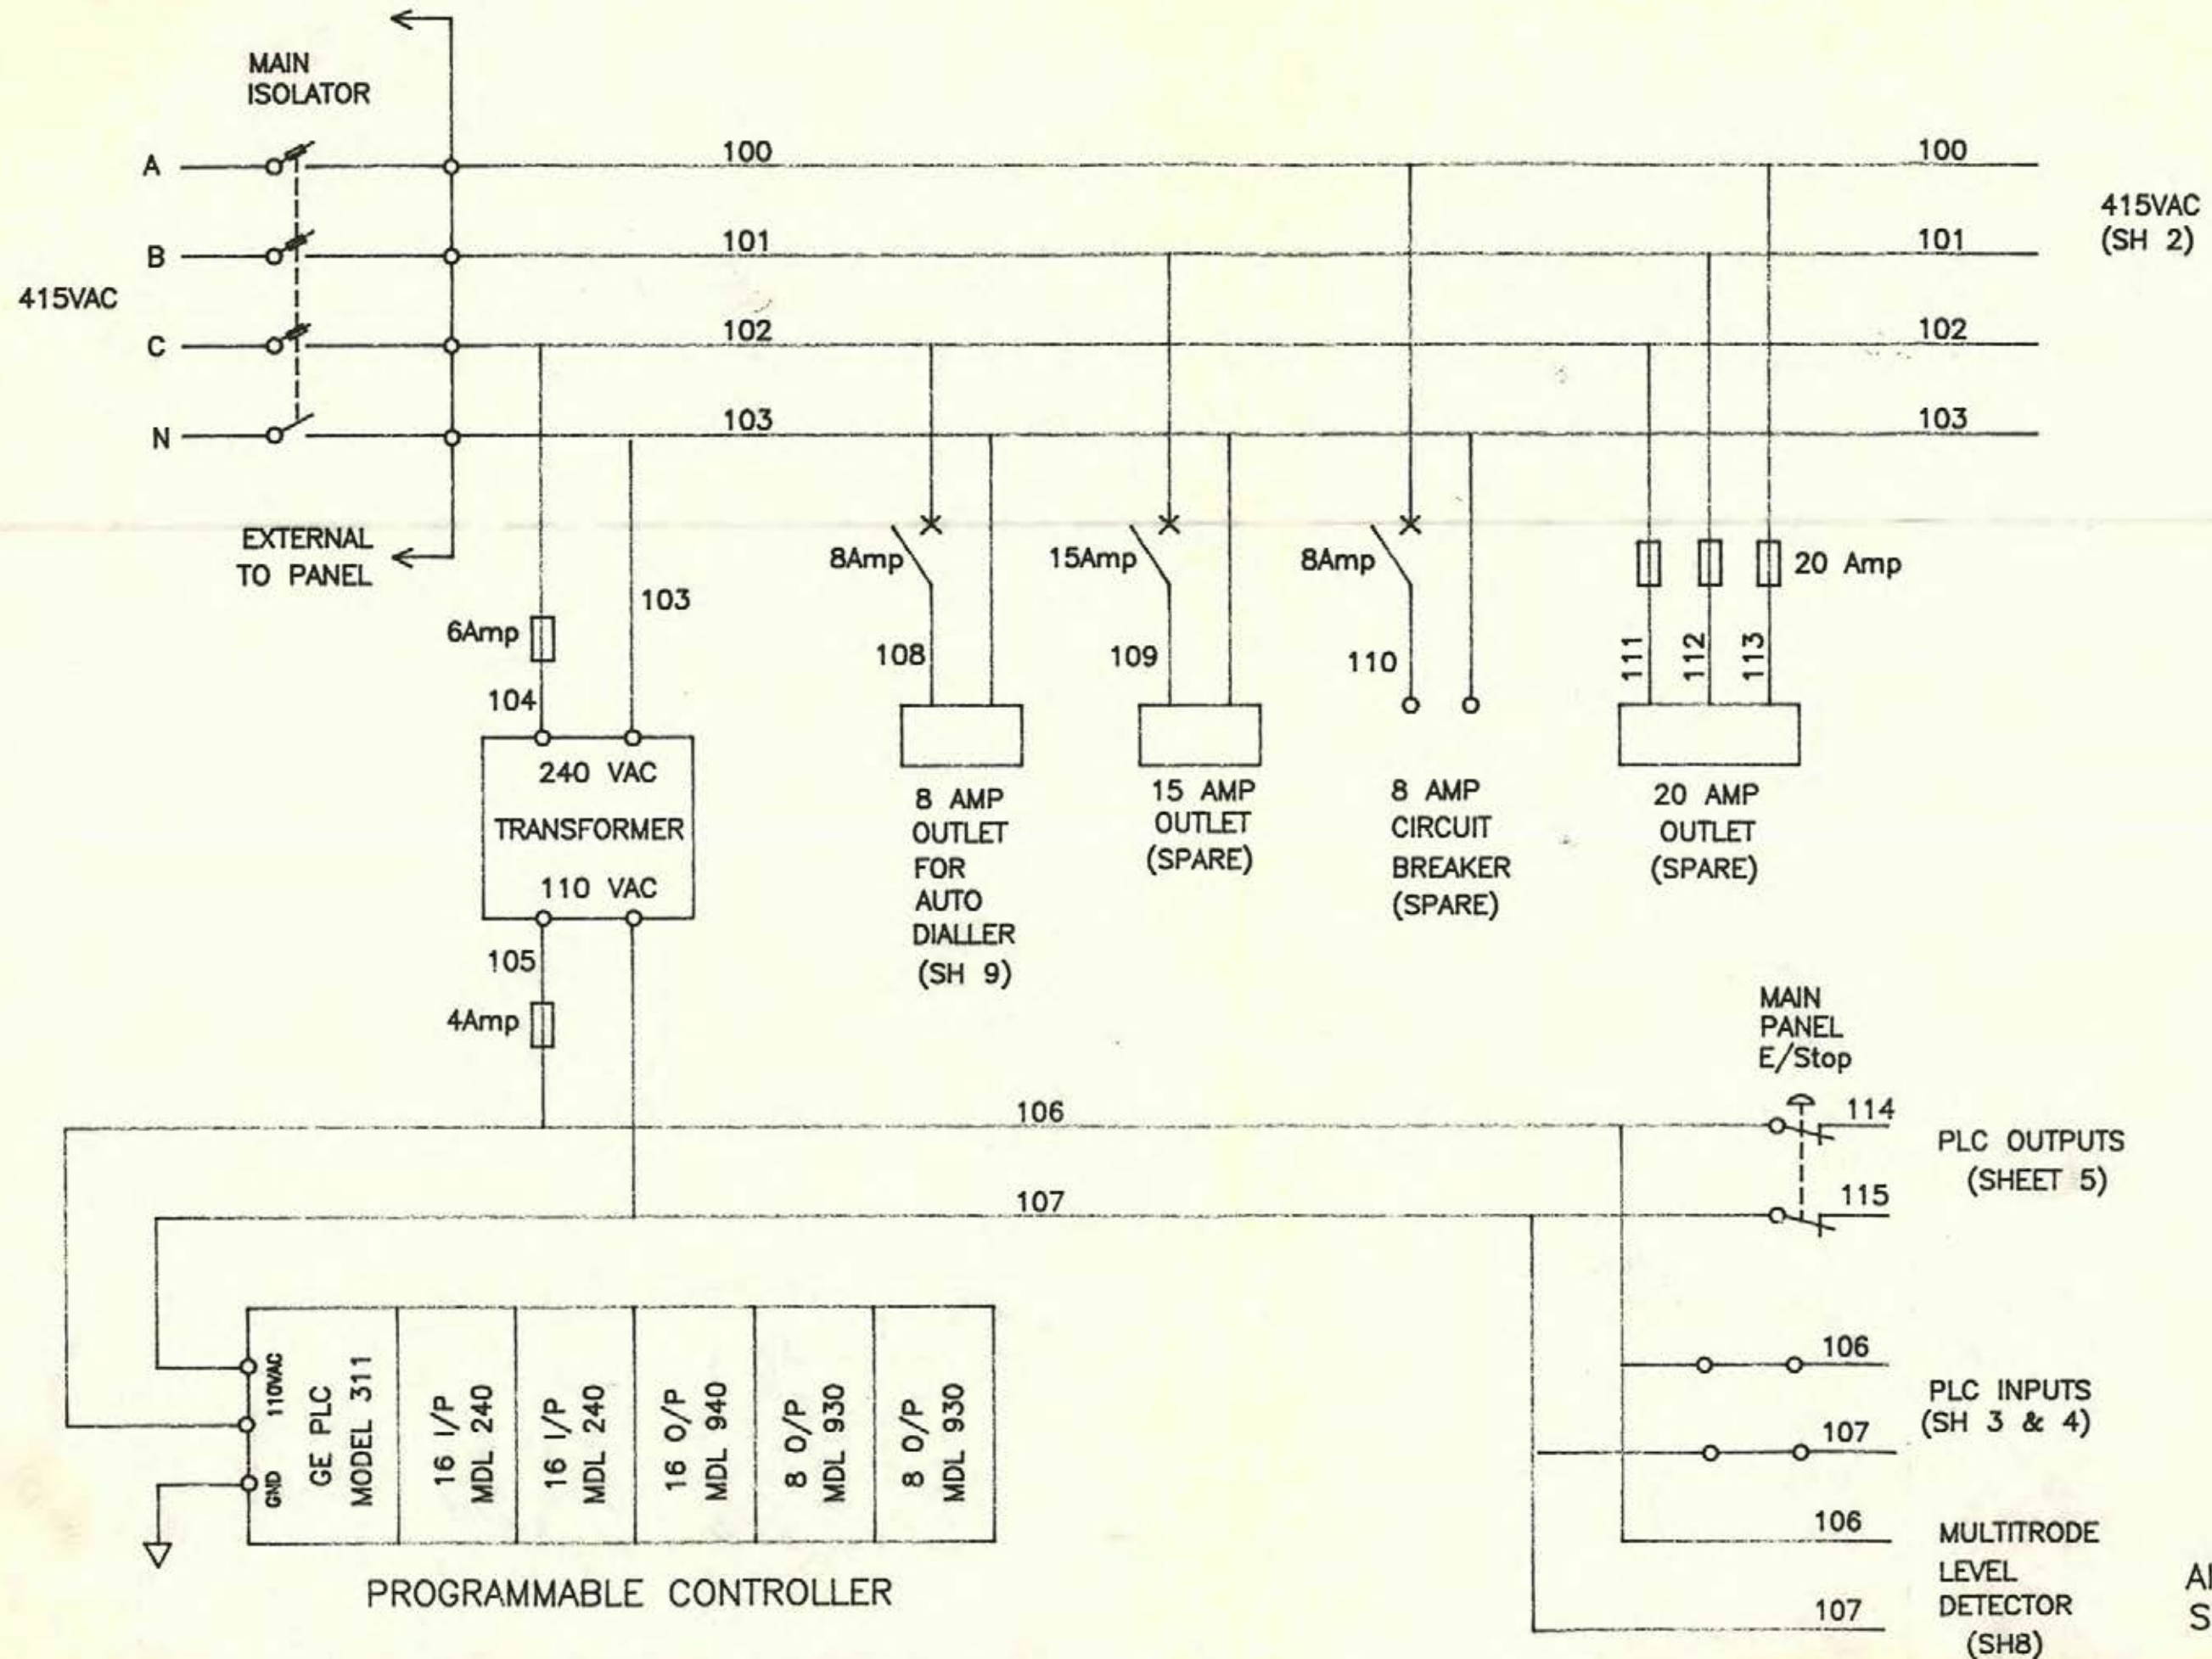 MAIN
ISOLATOR
A
B
C
N
415VAC
EXTERNAL
TO PANEL
100
101
102
103
100
101
102
103
415VAC
(SH 2)
6Amp
104
103
240 VAC
TRANSFORMER
110 VAC
105
4Amp
8Amp
108
8 AMP
OUTLET
FOR
AUTO
DIALLER
(SH 9)
15Amp
109
15 AMP
OUTLET
(SPARE)
8Amp
110
8 AMP
CIRCUIT
BREAKER
(SPARE)
20 Amp
111
112
113
20 AMP
OUTLET
(SPARE)
MAIN
PANEL
E/Stop
106
107
114
115
PLC OUTPUTS
(SHEET 5)
106
107
PLC INPUTS
(SH 3 & 4)
106
107
MULTITRODE
LEVEL
DETECTOR
(SH8)
110VAC
GND
GE PLC
MODEL 311
16 I/P
MDL 240
16 I/P
MDL 240
16 O/P
MDL 940
8 O/P
MDL 930
8 O/P
MDL 930
PROGRAMMABLE CONTROLLER